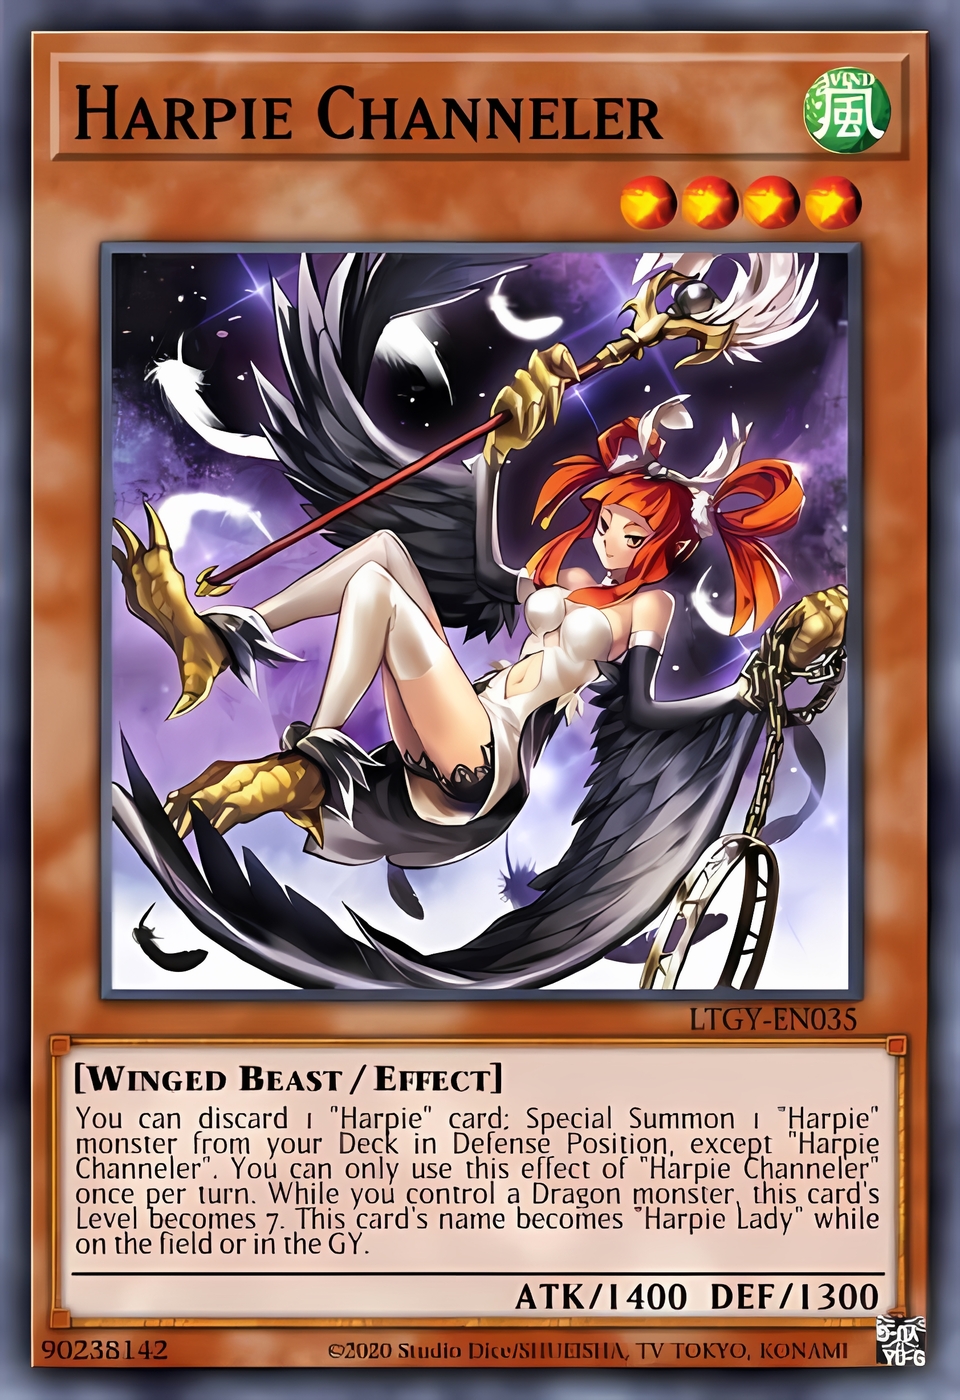 Harpie Channeler
風
LTGY-EN035
[Winged Beast / Effect]
You can discard 1 "Harpie" card; Special Summon 1 "Harpie"
monster from your Deck in Defense Position, except "Harpie
Channeler". You can only use this effect of "Harpie Channeler"
once per turn. While you control a Dragon monster, this card's
Level becomes 7. This card's name becomes "Harpie Lady" while
on the field or in the GY.
ATK/1400 DEF/1300
90238142
©2020 Studio Dice/SHUEISHA, TV TOKYO, KONAMI